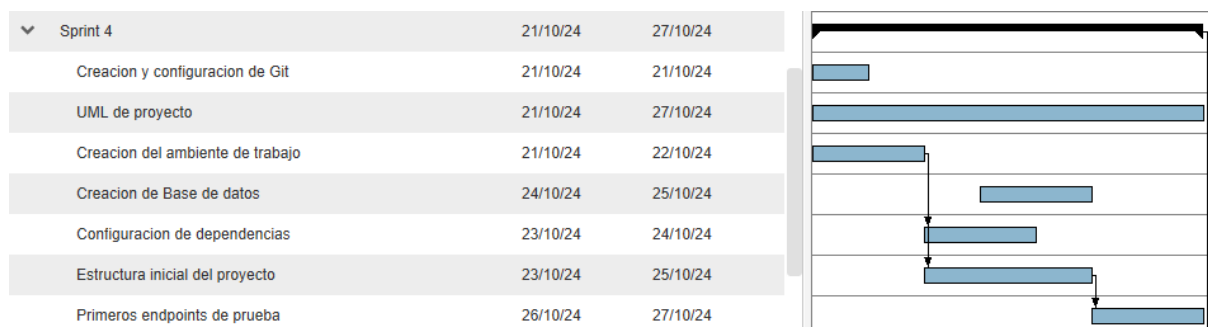 Sprint 4 21/10/24 27/10/24
Creacion y configuracion de Git 21/10/24 21/10/24
UML de proyecto 21/10/24 27/10/24
Creacion del ambiente de trabajo 21/10/24 22/10/24
Creacion de Base de datos 24/10/24 25/10/24
Configuracion de dependencias 23/10/24 24/10/24
Estructura inicial del proyecto 23/10/24 25/10/24
Primeros endpoints de prueba 26/10/24 27/10/24